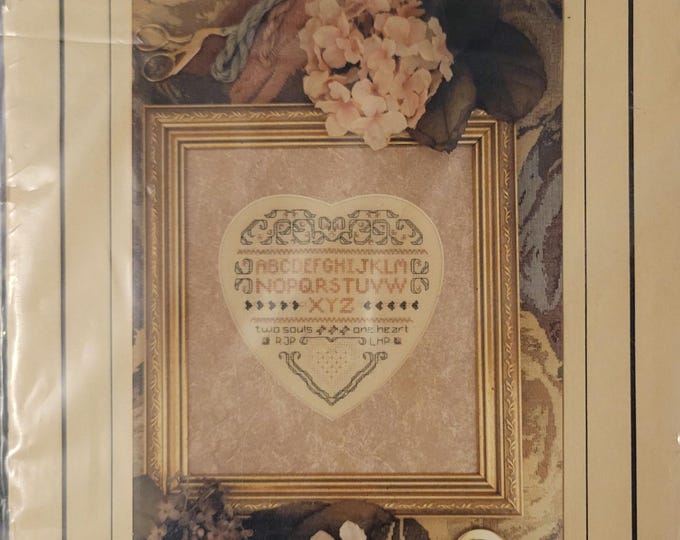 ABCDEFGHIJKLM
NOPQRSTUVW
XYZ
two souls one heart
RJP LHP